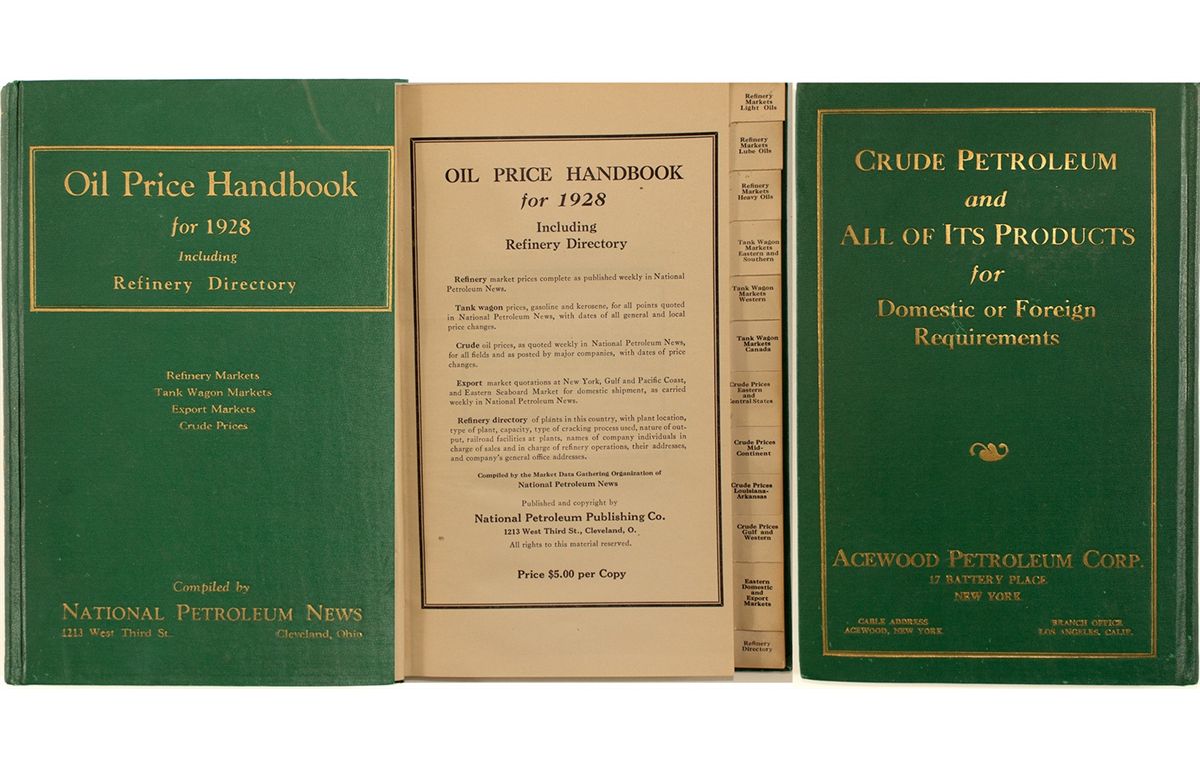 Oil Price Handbook
for 1928
Including
Refinery Directory
Refinery Markets
Tank Wagon Markets
Export Markets
Crude Prices
Compiled by
NATIONAL PETROLEUM NEWS
1213 West Third St.
Cleveland, Ohio
OIL PRICE HANDBOOK
for 1928
Including
Refinery Directory
Refinery market prices complete as published weekly in National
Petroleum News.
Tank wagon prices, gasoline and kerosene, for all points quoted
in National Petroleum News, with dates of all general and local
price changes.
Crude oil prices, as quoted weekly in National Petroleum News,
for all fields and as posted by major companies, with dates of price
changes.
Export market quotations at New York, Gulf and Pacific Coast,
and Eastern Seaboard Market for domestic shipment, as carried
weekly in National Petroleum News.
Refinery directory of plants in this country, with plant location,
type of plant, capacity, type of cracking process used, nature of out-
put, railroad facilities at plants, names of company individuals in
charge of sales and in charge of refinery operations, their addresses,
and company's general office addresses.
Compiled by the Market Data Gathering Organization of
National Petroleum News
Published and copyright by
National Petroleum Publishing Co.
1213 West Third St., Cleveland, O.
All rights to this material reserved.
Price $5.00 per Copy
Refinery
Markets
Light Oils
Refinery
Markets
Lube Oils
Refinery
Markets
Heavy Oils
Tank Wagon
Markets
Eastern and
Southern
Tank Wagon
Markets
Western
Tank Wagon
Markets
Canada
Crude Prices
Eastern
and
Central States
Crude Prices
Mid-
Continent
Crude Prices
Louisiana-
Arkansas
Crude Prices
Gulf and
Western
Eastern
Domestic
and
Export
Markets
Refinery
Directory
CRUDE PETROLEUM
and
ALL OF ITS PRODUCTS
for
Domestic or Foreign
Requirements
ACEWOOD PETROLEUM CORP.
17 BATTERY PLACE
NEW YORK
CABLE ADDRESS
ACEWOOD, NEW YORK
BRANCH OFFICE
LOS ANGELES, CALIF.